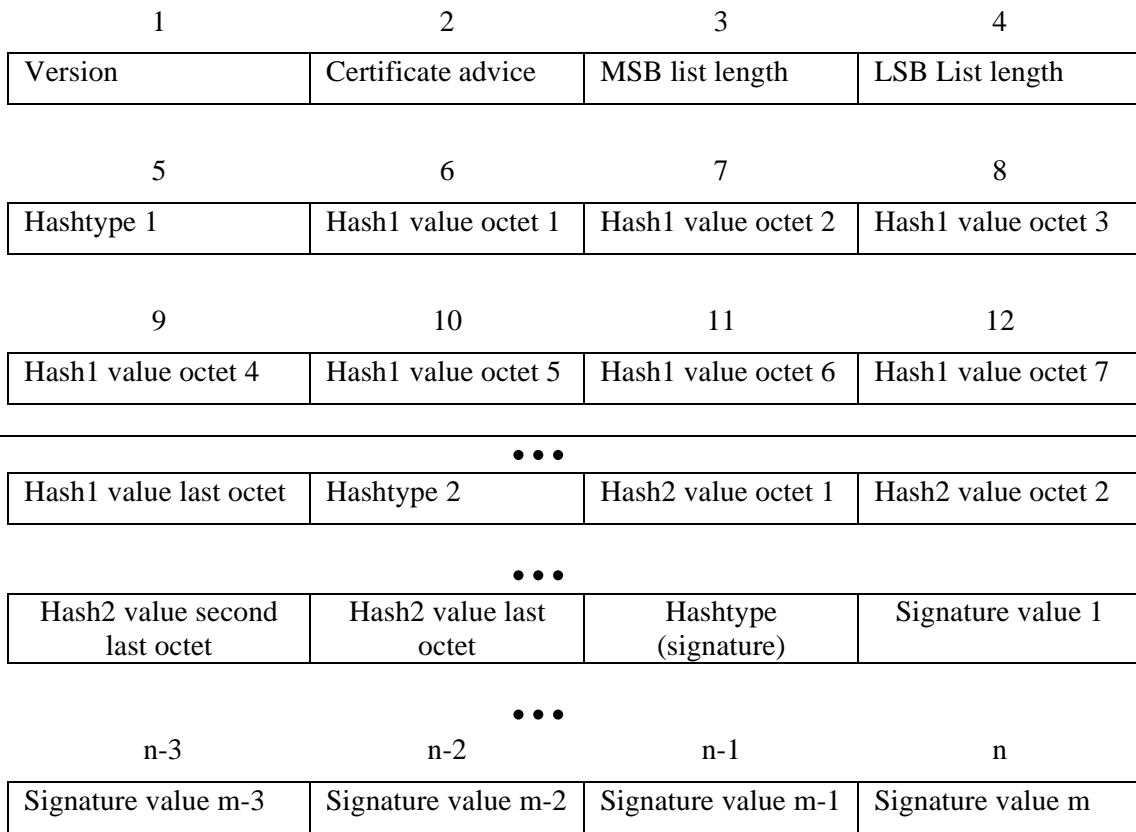 1 2 3 4
Version Certificate advice MSB list length LSB List length
5 6 7 8
Hashtype 1 Hash1 value octet 1 Hash1 value octet 2 Hash1 value octet 3
9 10 11 12
Hash1 value octet 4 Hash1 value octet 5 Hash1 value octet 6 Hash1 value octet 7
•••
Hash1 value last octet Hashtype 2 Hash2 value octet 1 Hash2 value octet 2
•••
Hash2 value second Hash2 value last Hashtype Signature value 1
last octet octet (signature)
•••
n-3 n-2 n-1 n
Signature value m-3 Signature value m-2 Signature value m-1 Signature value m